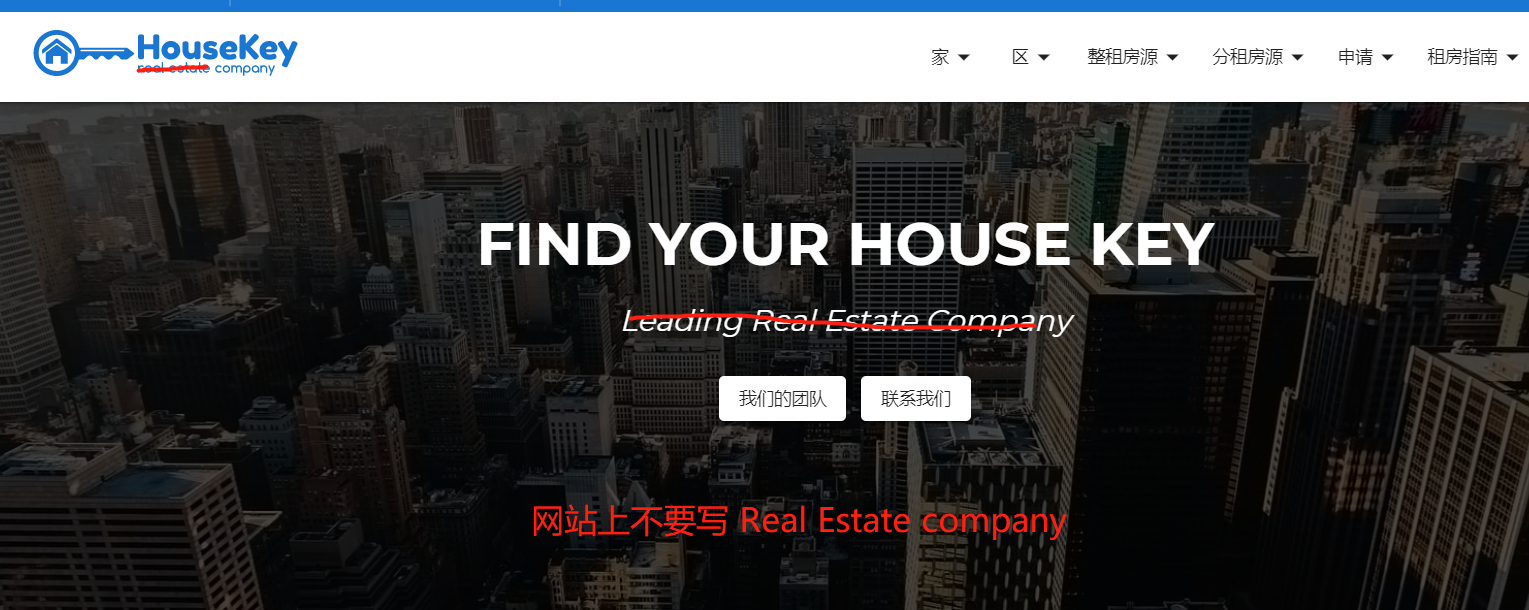 HouseKey
real estate company
家
区
整租房源
分租房源
申请
租房指南
FIND YOUR HOUSE KEY
Leading Real Estate Company
我们的团队
联系我们
网站上不要写 Real Estate company